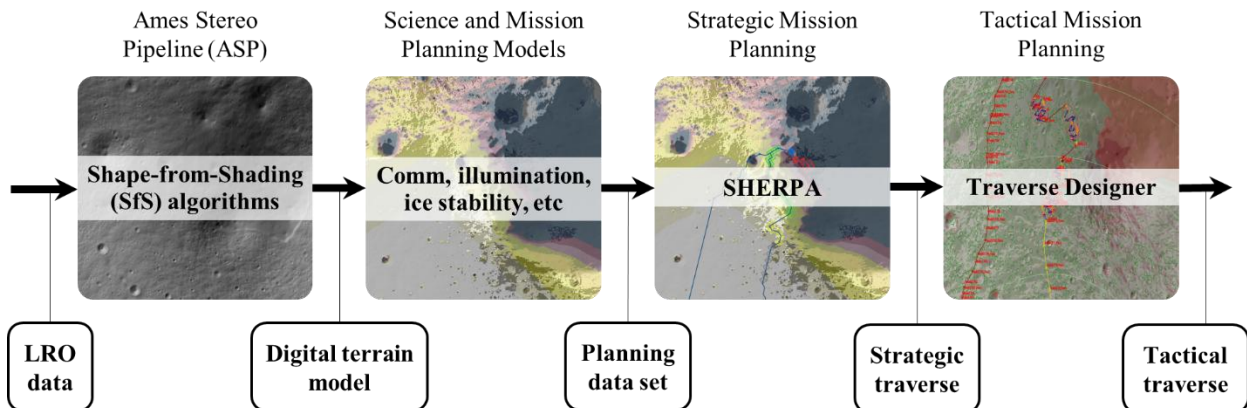 Ames Stereo
Pipeline (ASP)
Science and Mission
Planning Models
Strategic Mission
Planning
Tactical Mission
Planning
Shape-from-Shading
(SfS) algorithms
Comm, illumination,
ice stability, etc
SHERPA
Traverse Designer
LRO
data
Digital terrain
model
Planning
data set
Strategic
traverse
Tactical
traverse